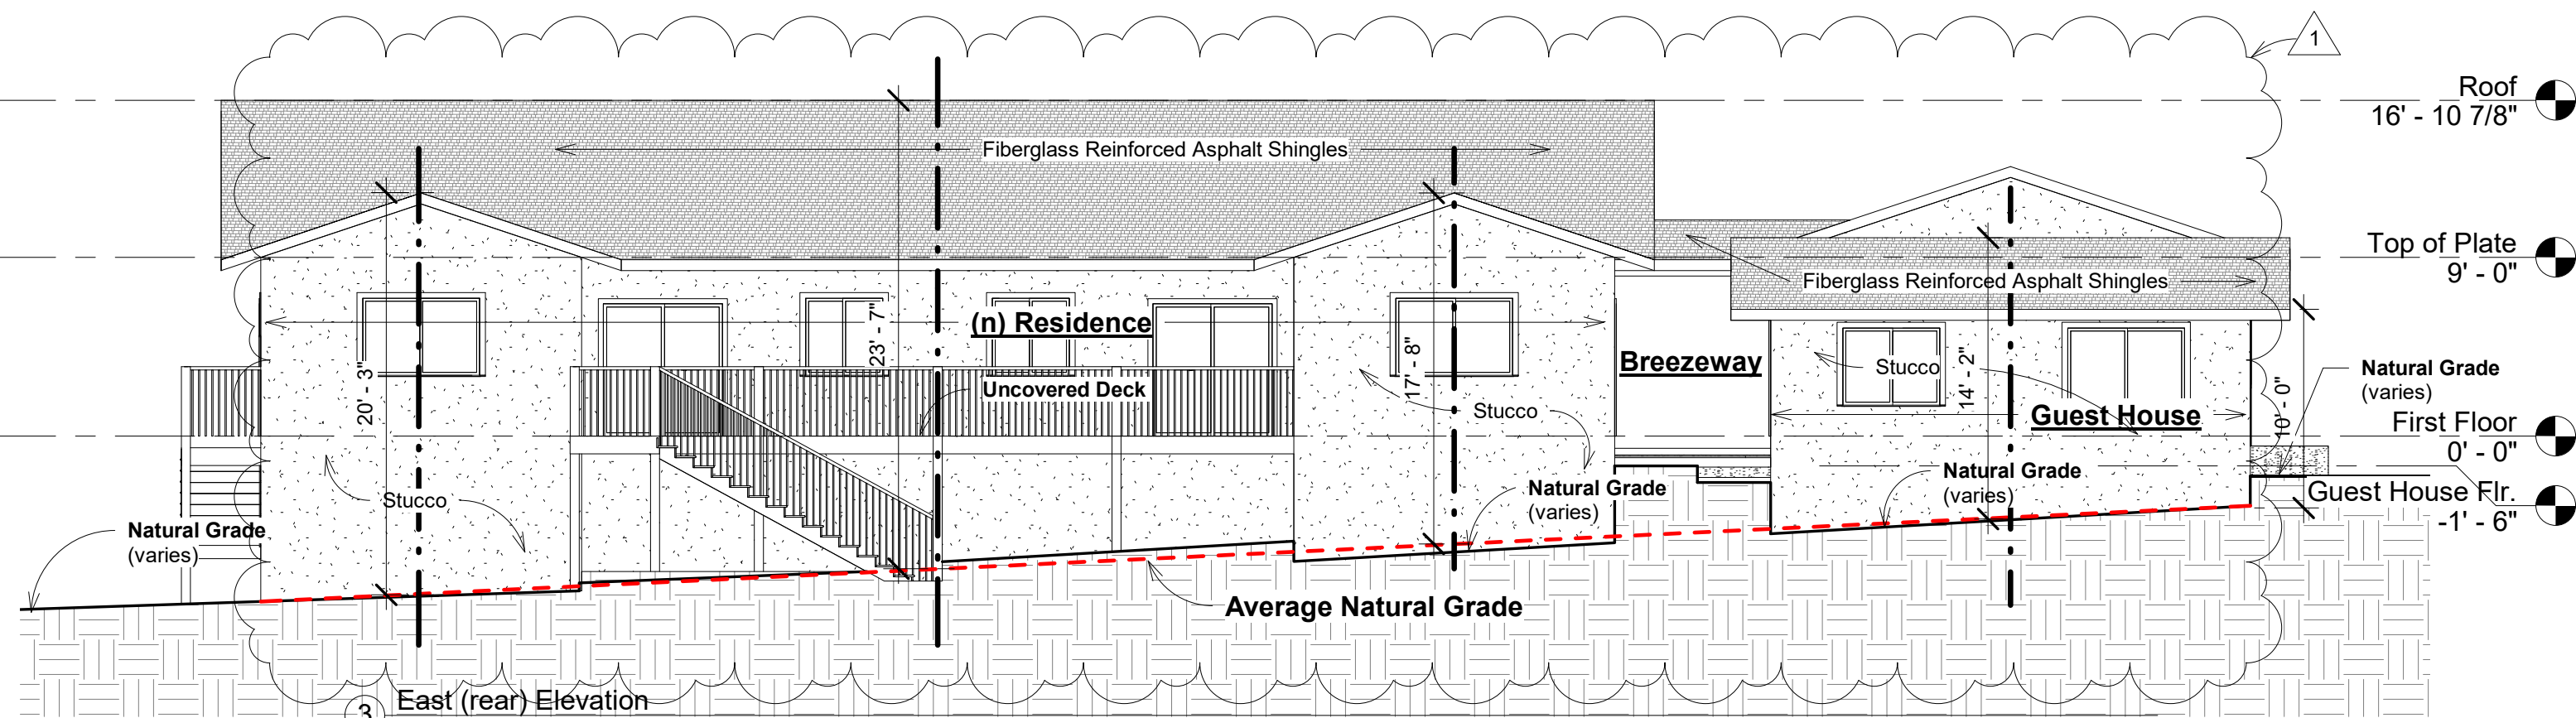 1
Roof
16' - 10 7/8"
Fiberglass Reinforced Asphalt Shingles
Top of Plate
9' - 0"
Fiberglass Reinforced Asphalt Shingles
(n) Residence
23' - 7"
20' - 3"
17' - 8"
14' - 2"
10' - 0"
Breezeway
Stucco
Natural Grade
(varies)
Uncovered Deck
Stucco
Guest House
First Floor
0' - 0"
Natural Grade
(varies)
Natural Grade
(varies)
Guest House Flr.
-1' - 6"
Stucco
Natural Grade
(varies)
Average Natural Grade
3
East (rear) Elevation